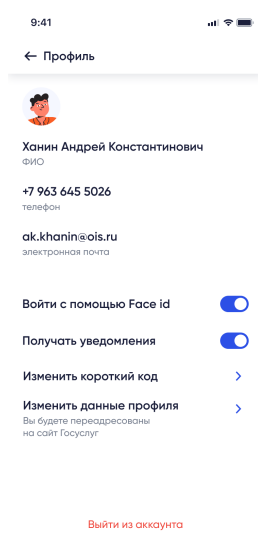 9:41
← Профиль
Ханин Андрей Константинович
ФИО
+7 963 645 5026
телефон
ak.khanin@ois.ru
электронная почта
Войти с помощью Face id
Получать уведомления
Изменить короткий код
Изменить данные профиля
Вы будете переадресованы
на сайт Госуслуг
Выйти из аккаунта